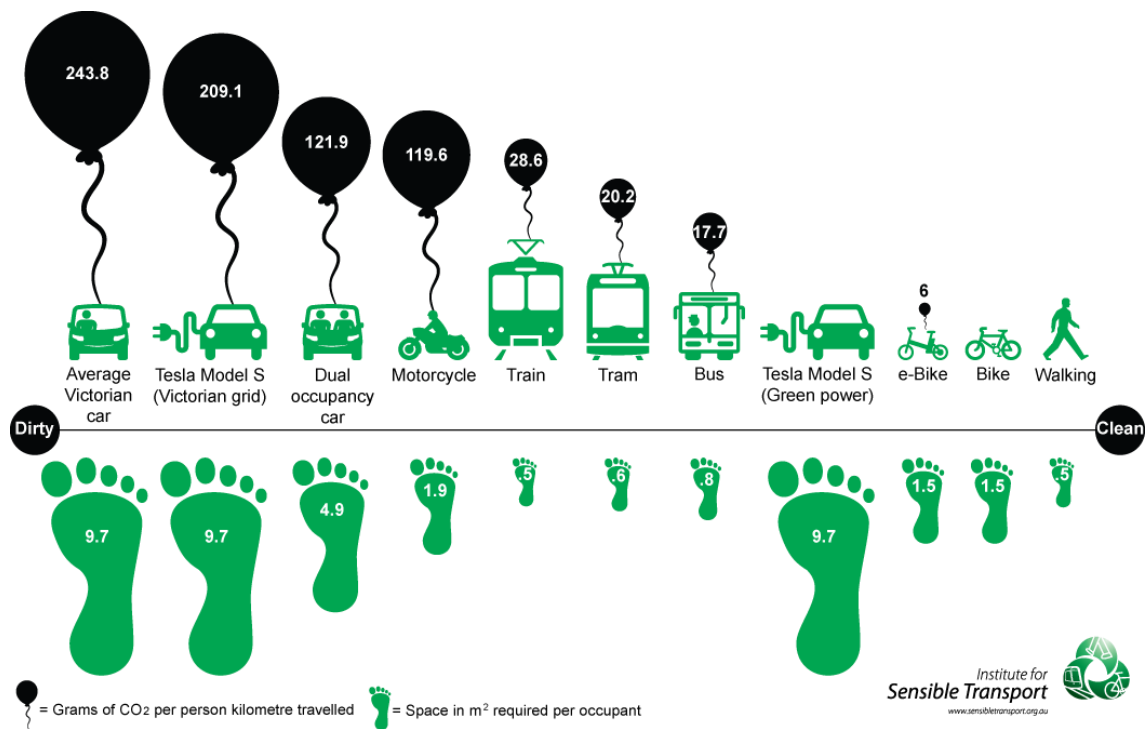 243.8
209.1
121.9
119.6
28.6
20.2
17.7
6
Average
Victorian
car
Tesla Model S
(Victorian grid)
Dual
occupancy
car
Motorcycle
Train
Tram
Bus
Tesla Model S
(Green power)
e-Bike
Bike
Walking
Dirty
Clean
9.7
9.7
4.9
1.9
.5
.6
.8
9.7
1.5
1.5
.5
= Grams of CO2 per person kilometre travelled
= Space in m² required per occupant
Institute for
Sensible Transport
www.sensibletransport.org.au